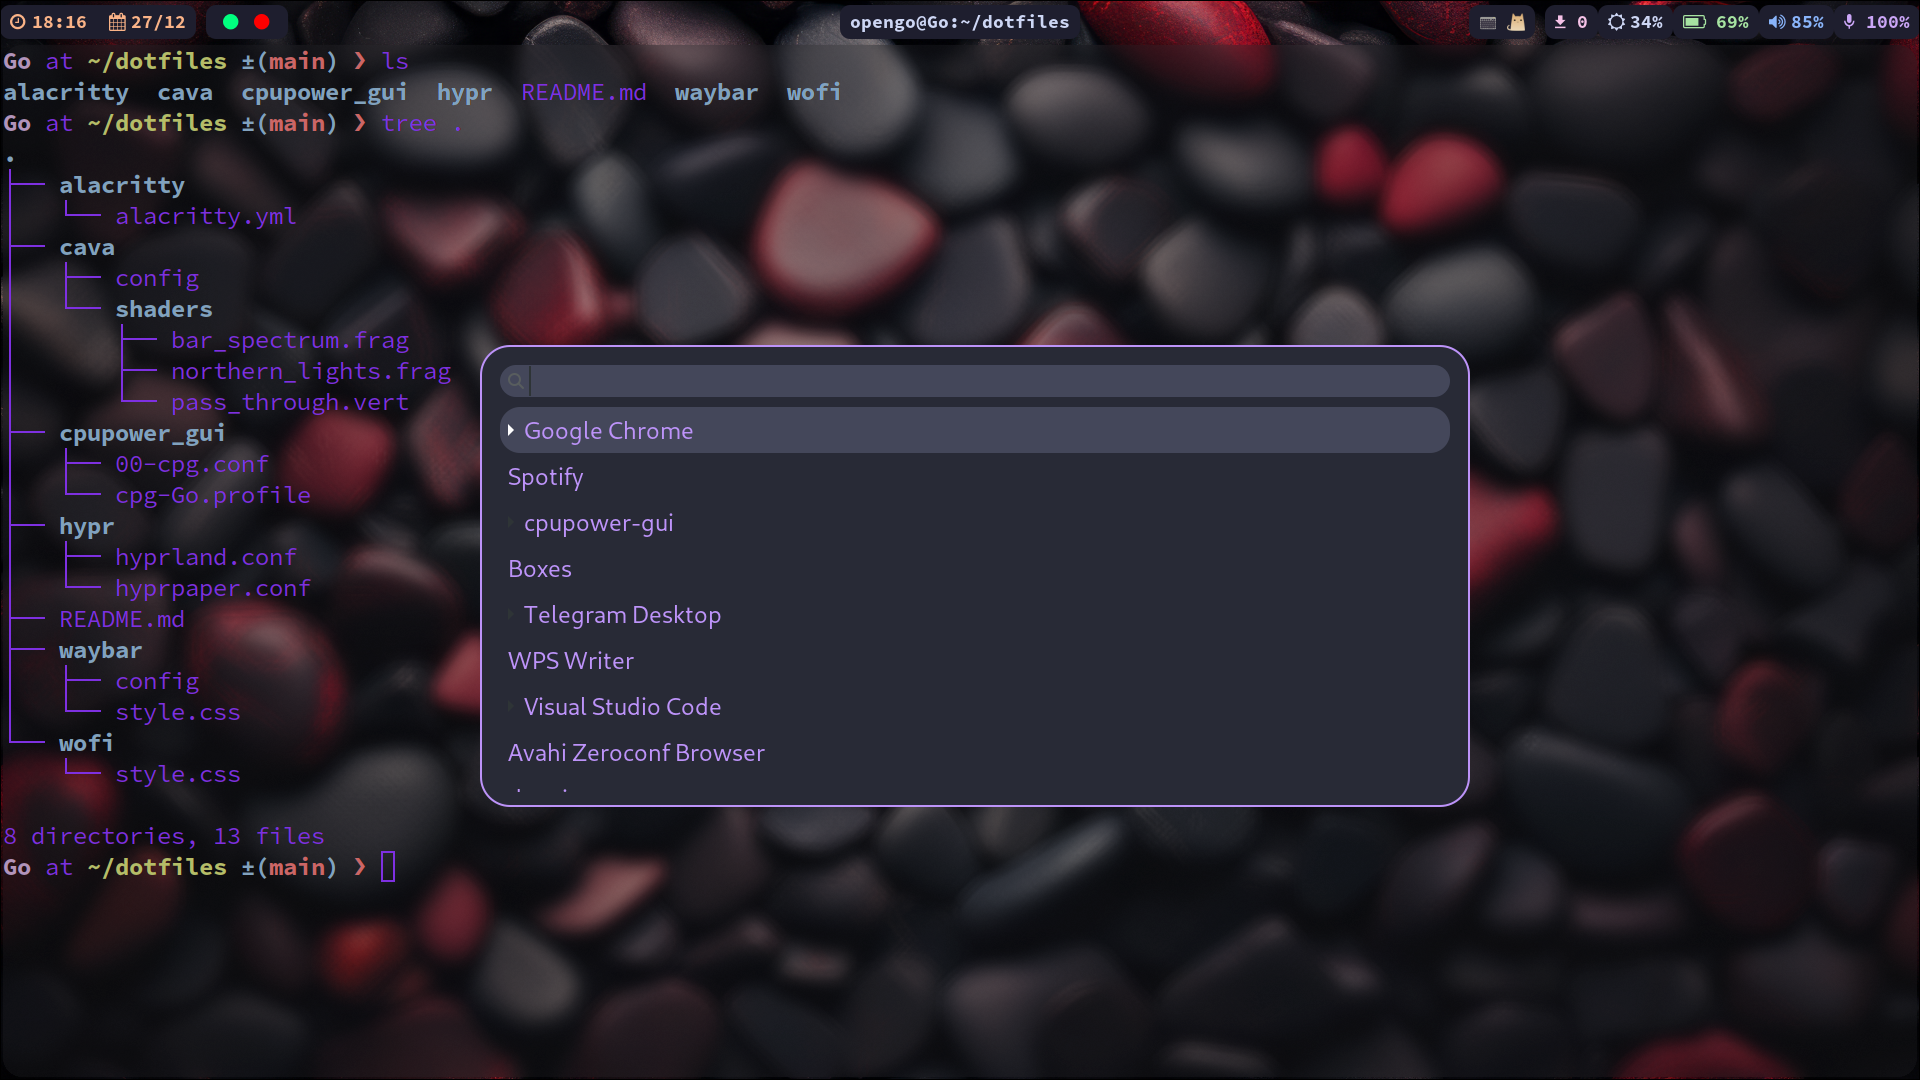 18:16 27/12 opengo@Go:~/dotfiles 0 34% 69% 85% 100%
Go at ~/dotfiles ±(main) ❯ ls
alacritty cava cpupower_gui hypr README.md waybar wofi
Go at ~/dotfiles ±(main) ❯ tree .
.
├── alacritty
│   └── alacritty.yml
├── cava
│   ├── config
│   └── shaders
│       ├── bar_spectrum.frag
│       ├── northern_lights.frag
│       └── pass_through.vert
├── cpupower_gui
│   ├── 00-cpg.conf
│   └── cpg-Go.profile
├── hypr
│   ├── hyprland.conf
│   └── hyprpaper.conf
├── README.md
├── waybar
│   ├── config
│   └── style.css
└── wofi
    └── style.css
8 directories, 13 files
Go at ~/dotfiles ±(main) ❯
Google Chrome
Spotify
cpupower-gui
Boxes
Telegram Desktop
WPS Writer
Visual Studio Code
Avahi Zeroconf Browser